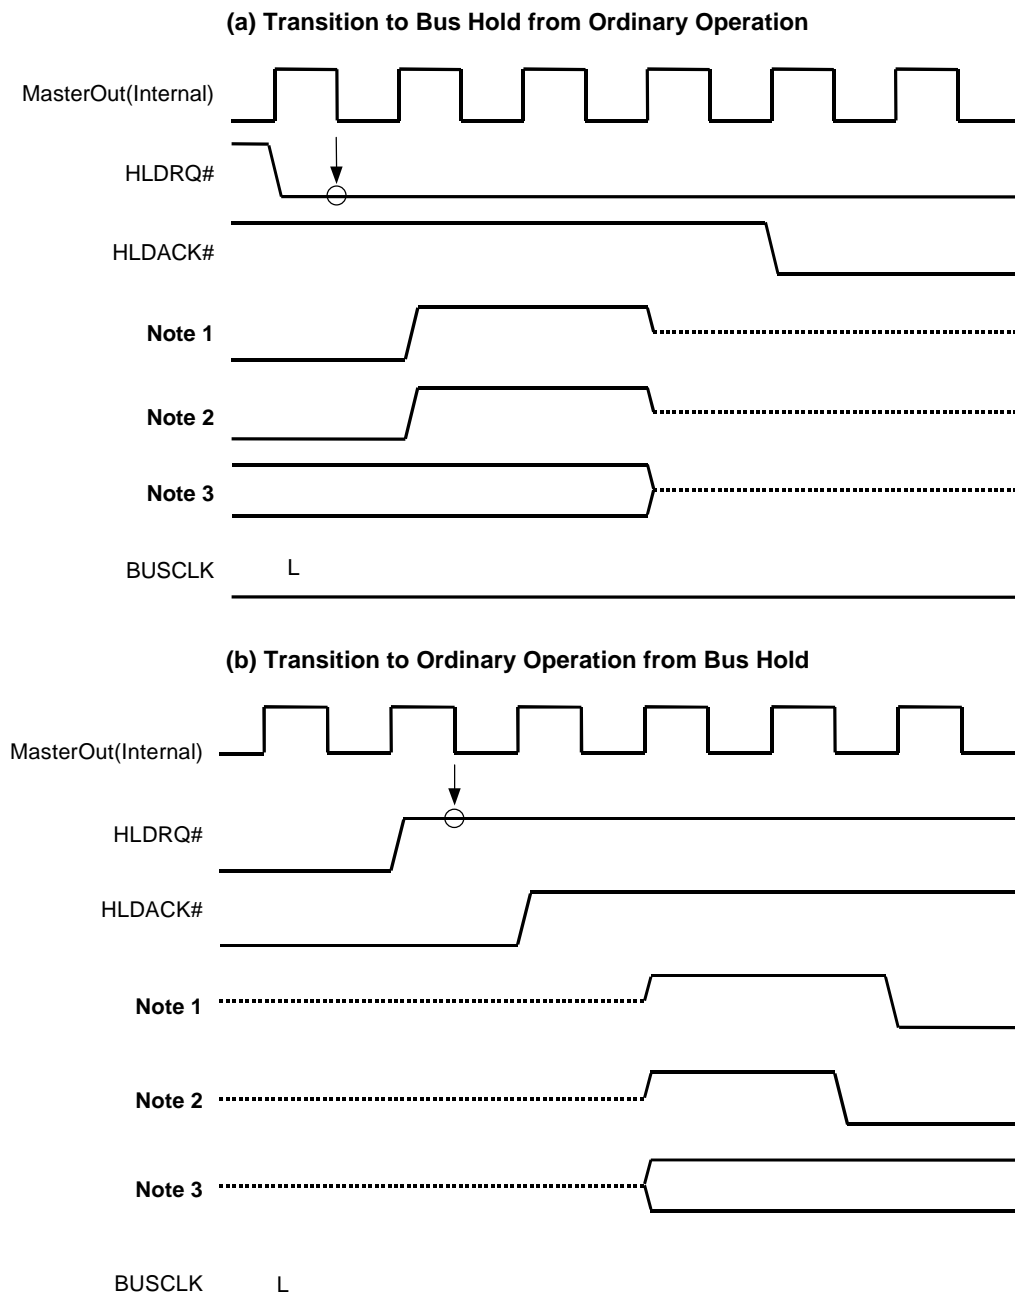 (a) Transition to Bus Hold from Ordinary Operation
MasterOut(Internal)
HLDRQ#
HLDACK#
Note 1
Note 2
Note 3
BUSCLK L
(b) Transition to Ordinary Operation from Bus Hold
MasterOut(Internal)
HLDRQ#
HLDACK#
Note 1
Note 2
Note 3
BUSCLK L